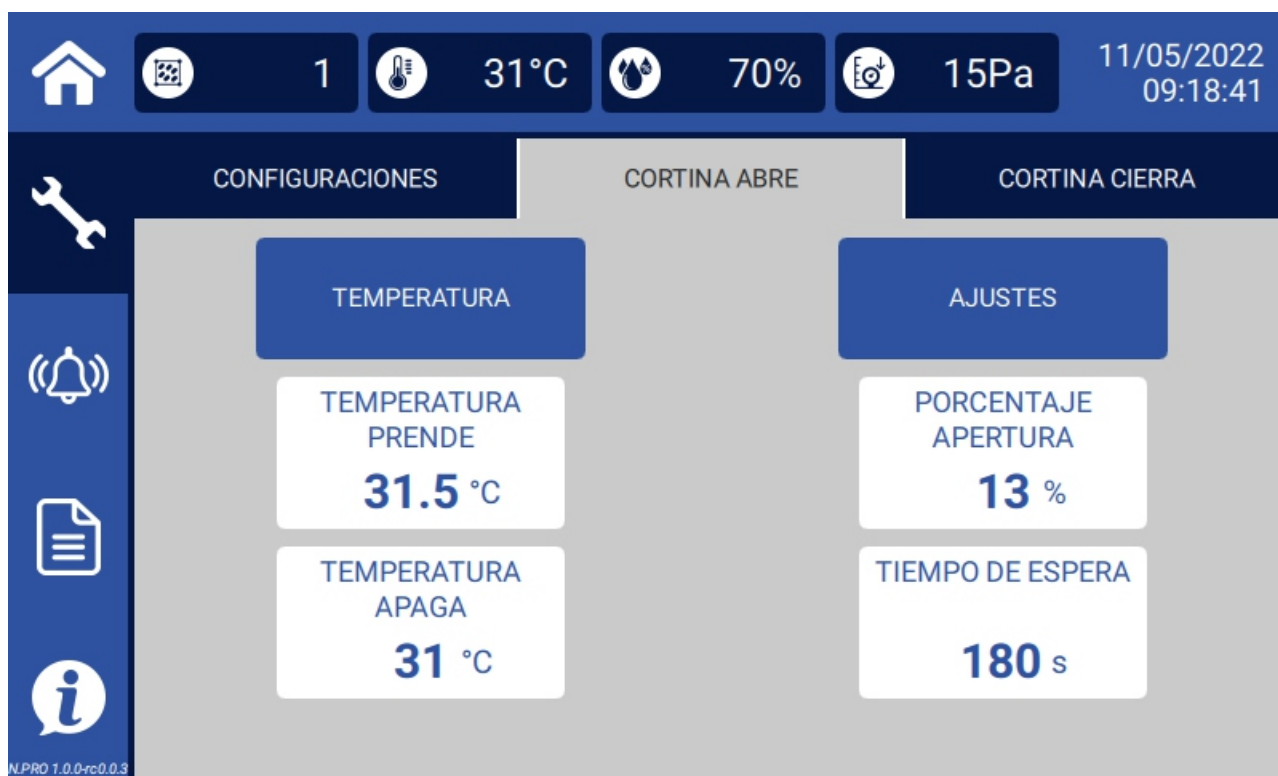 1
31°C
70%
15Pa
11/05/2022
09:18:41
CONFIGURACIONES
CORTINA ABRE
CORTINA CIERRA
TEMPERATURA
AJUSTES
TEMPERATURA
PRENDE
31.5 °C
PORCENTAJE
APERTURA
13 %
TEMPERATURA
APAGA
31 °C
TIEMPO DE ESPERA
180 s
N.PRO 1.0.0-rc0.0.3